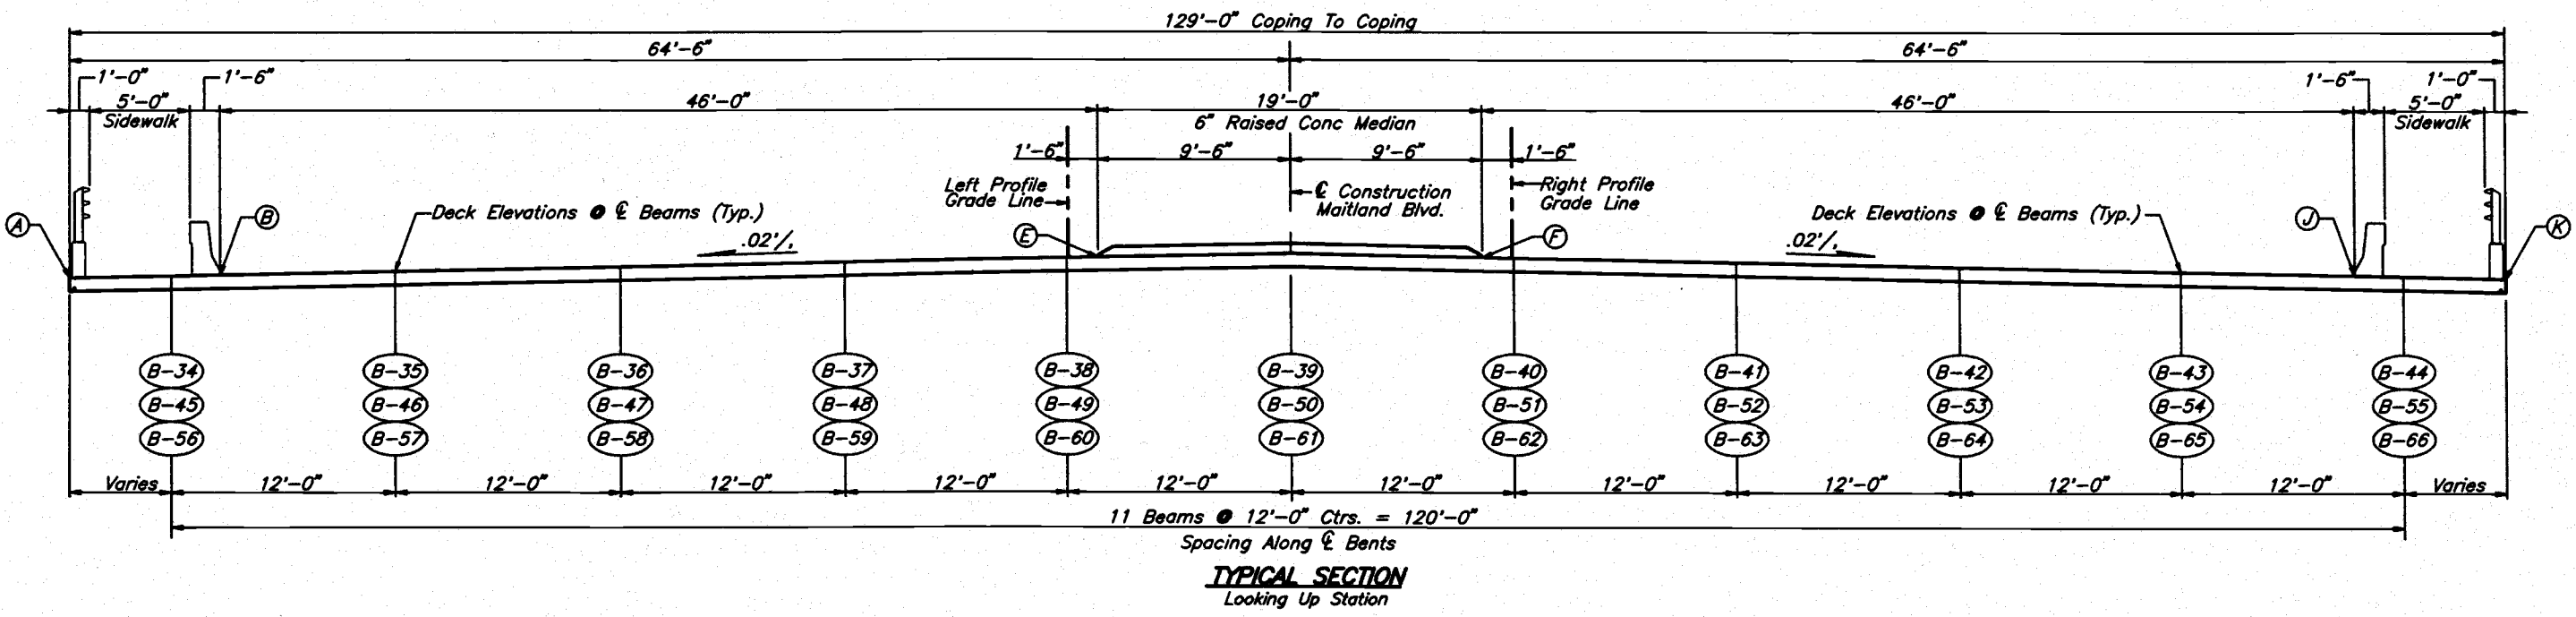 129'-0" Coping To Coping
64'-6" 64'-6"
1'-0" 1'-6" 1'-6" 1'-0"
5'-0" 46'-0" 19'-0" 46'-0" 5'-0"
Sidewalk 6" Raised Conc Median Sidewalk
1'-6" 9'-6" 9'-6" 1'-6"
Left Profile
Grade Line
℄ Construction
Maitland Blvd.
Right Profile
Grade Line
A B Deck Elevations @ ℄ Beams (Typ.) E F Deck Elevations @ ℄ Beams (Typ.) J K
.02'/, .02'/,
B-34 B-35 B-36 B-37 B-38 B-39 B-40 B-41 B-42 B-43 B-44
B-45 B-46 B-47 B-48 B-49 B-50 B-51 B-52 B-53 B-54 B-55
B-56 B-57 B-58 B-59 B-60 B-61 B-62 B-63 B-64 B-65 B-66
Varies 12'-0" 12'-0" 12'-0" 12'-0" 12'-0" 12'-0" 12'-0" 12'-0" 12'-0" 12'-0" Varies
11 Beams @ 12'-0" Ctrs. = 120'-0"
Spacing Along ℄ Bents
TYPICAL SECTION
Looking Up Station